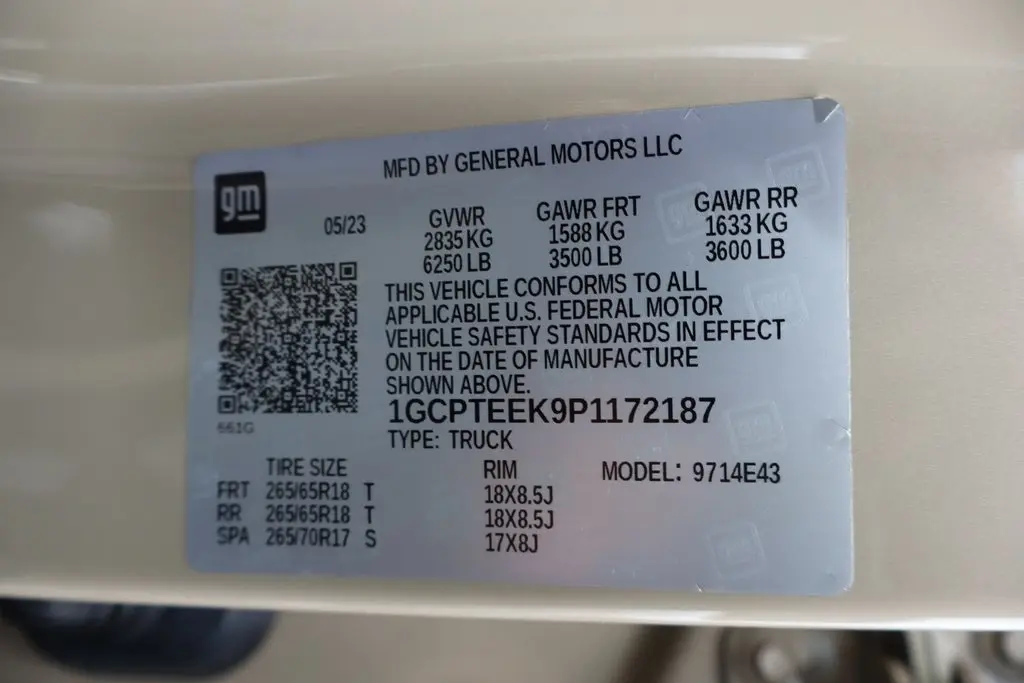 MFD BY GENERAL MOTORS LLC
gm
05/23
GVWR GAWR FRT GAWR RR
2835 KG 1588 KG 1633 KG
6250 LB 3500 LB 3600 LB
THIS VEHICLE CONFORMS TO ALL
APPLICABLE U.S. FEDERAL MOTOR
VEHICLE SAFETY STANDARDS IN EFFECT
ON THE DATE OF MANUFACTURE
SHOWN ABOVE.
661G
1GCPTEEK9P1172187
TYPE: TRUCK
TIRE SIZE RIM MODEL: 9714E43
FRT 265/65R18 T 18X8.5J
RR 265/65R18 T 18X8.5J
SPA 265/70R17 S 17X8J